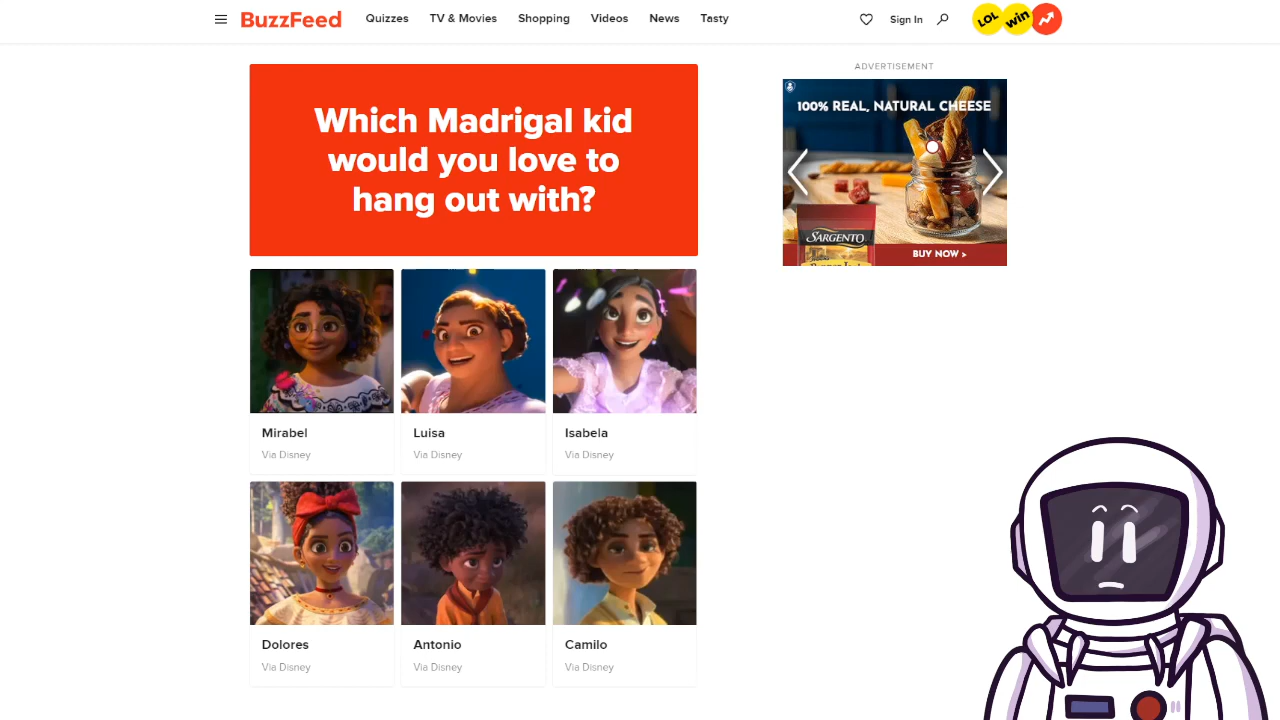 BuzzFeed Quizzes TV & Movies Shopping Videos News Tasty Sign In LOL win
Which Madrigal kid
would you love to
hang out with?
ADVERTISEMENT
100% REAL, NATURAL CHEESE
SARGENTO
BUY NOW >
Mirabel Luisa Isabela
Via Disney Via Disney Via Disney
Dolores Antonio Camilo
Via Disney Via Disney Via Disney